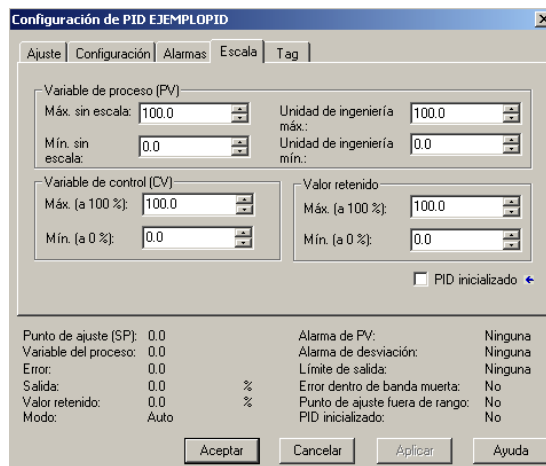 Configuración de PID EJEMPLOPID
Ajuste Configuración Alarmas Escala Tag
Variable de proceso (PV)
Máx. sin escala: 100.0 Unidad de ingeniería máx.: 100.0
Mín. sin escala: 0.0 Unidad de ingeniería mín.: 0.0
Variable de control (CV) Valor retenido
Máx. (a 100 %): 100.0 Máx. (a 100 %): 100.0
Mín. (a 0 %): 0.0 Mín. (a 0 %): 0.0
PID inicializado
Punto de ajuste (SP): 0.0 Alarma de PV: Ninguna
Variable del proceso: 0.0 Alarma de desviación: Ninguna
Error: 0.0 Límite de salida: Ninguna
Salida: 0.0 % Error dentro de banda muerta: No
Valor retenido: 0.0 % Punto de ajuste fuera de rango: No
Modo: Auto PID inicializado: No
Aceptar Cancelar Aplicar Ayuda